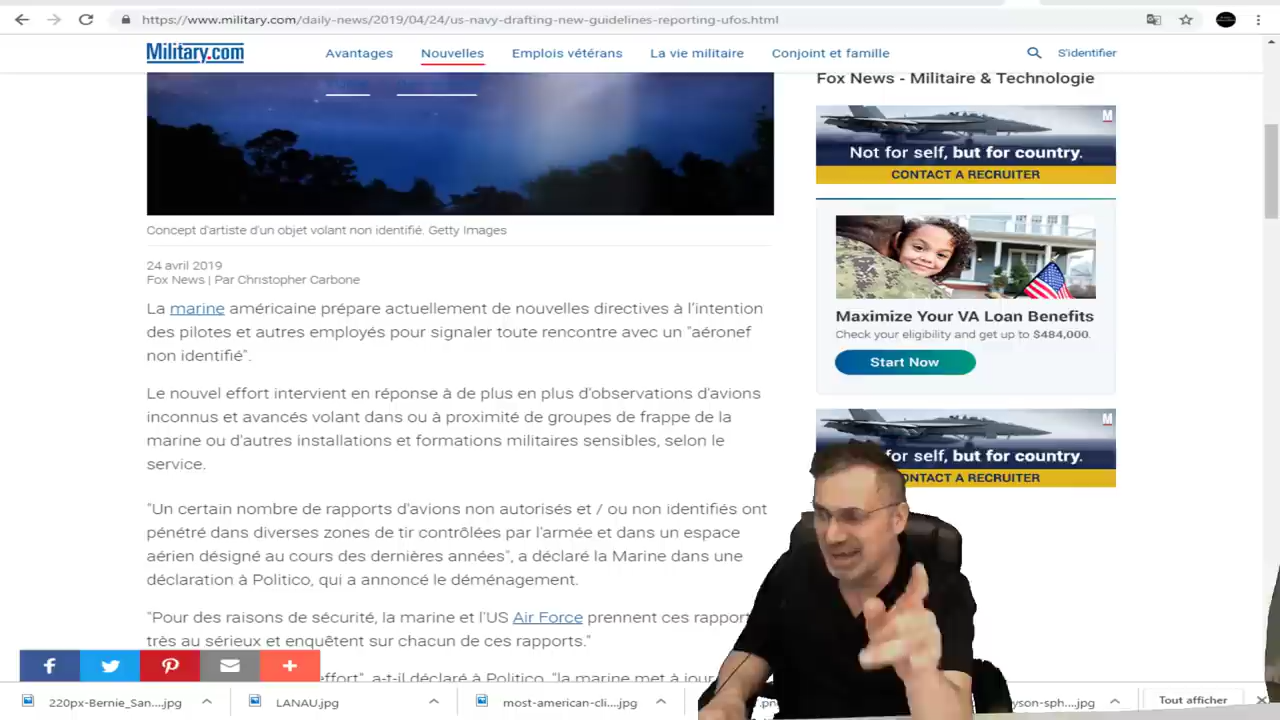 https://www.military.com/daily-news/2019/04/24/us-navy-drafting-new-guidelines-reporting-ufos.html
Military.com
Avantages
Nouvelles
Emplois vétérans
La vie militaire
Conjoint et famille
S'identifier
Concept d'artiste d'un objet volant non identifié. Getty Images
24 avril 2019
Fox News | Par Christopher Carbone
La marine américaine prépare actuellement de nouvelles directives à l'intention
des pilotes et autres employés pour signaler toute rencontre avec un "aéronef
non identifié".
Le nouvel effort intervient en réponse à de plus en plus d'observations d'avions
inconnus et avancés volant dans ou à proximité de groupes de frappe de la
marine ou d'autres installations et formations militaires sensibles, selon le
service.
"Un certain nombre de rapports d'avions non autorisés et / ou non identifiés ont
pénétré dans diverses zones de tir contrôlées par l'armée et dans un espace
aérien désigné au cours des dernières années", a déclaré la Marine dans une
déclaration à Politico, qui a annoncé le déménagement.
"Pour des raisons de sécurité, la marine et l'US Air Force prennent ces rapport
très au sérieux et enquêtent sur chacun de ces rapports."
effort", a-t-il déclaré à Politico, "la marine met à jour
Fox News - Militaire & Technologie
M
Not for self, but for country.
CONTACT A RECRUITER
Maximize Your VA Loan Benefits
Check your eligibility and get up to $484,000.
Start Now
M
for self, but for country.
ONTACT A RECRUITER
220px-Bernie_San....jpg
LANAU.jpg
most-american-cli....jpg
yson-sph....jpg
Tout afficher